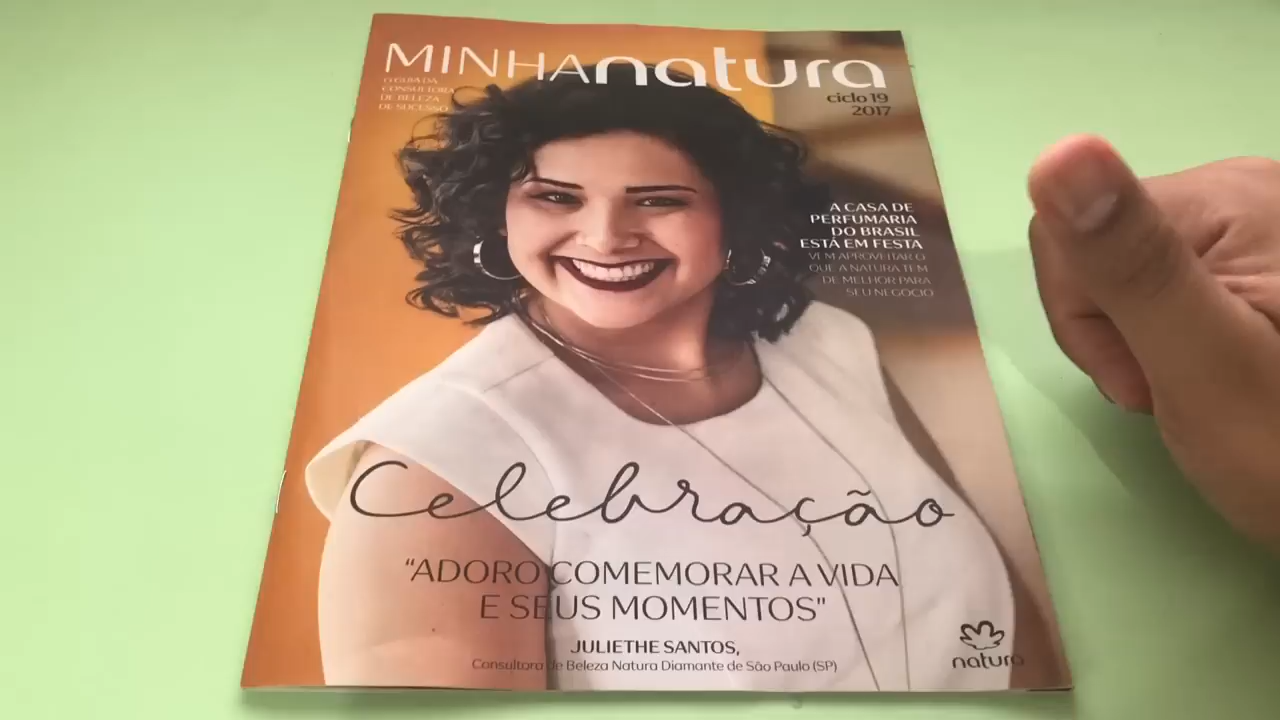 MINHAnatura
O GUIA DA
CONSULTORA
DE BELEZA
DE SUCESSO
ciclo 19
2017
A CASA DE
PERFUMARIA
DO BRASIL
ESTÁ EM FESTA
VEM APROVEITAR O
QUE A NATURA TEM
DE MELHOR PARA
SEU NEGÓCIO
Celebração
“ADORO COMEMORAR A VIDA
E SEUS MOMENTOS”
JULIETHE SANTOS,
Consultora de Beleza Natura Diamante de São Paulo (SP)
natura